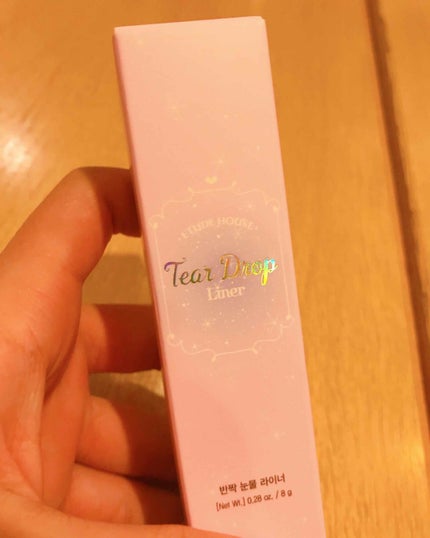 ETUDE HOUSE
Tear Drop
Liner
반짝 눈물 라이너
[Net Wt.] 0.28 oz. / 8 g